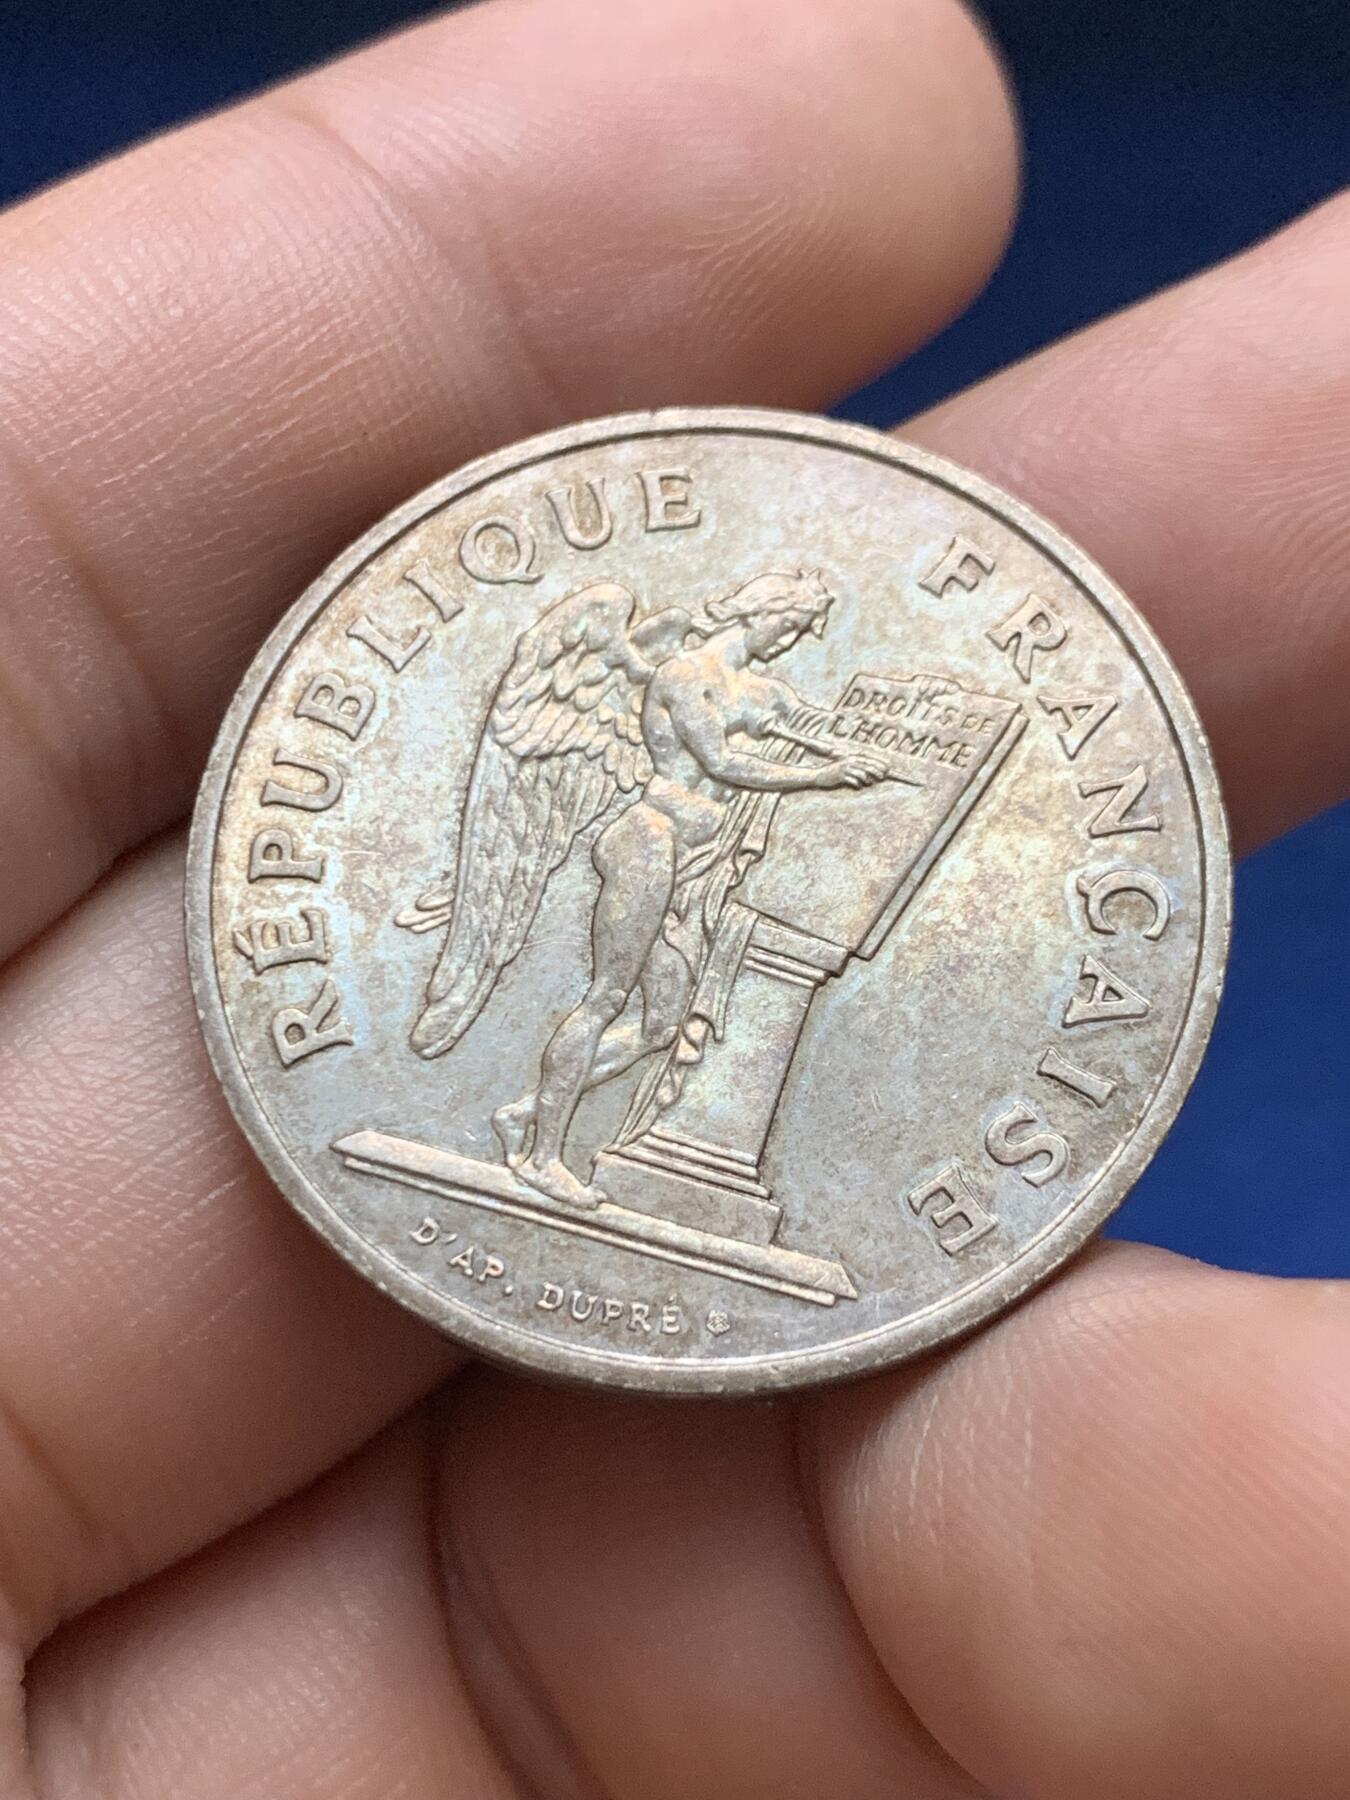 RÉPUBLIQUE FRANÇAISE
DROITS DE
L'HOMME
D'AP. DUPRÉ